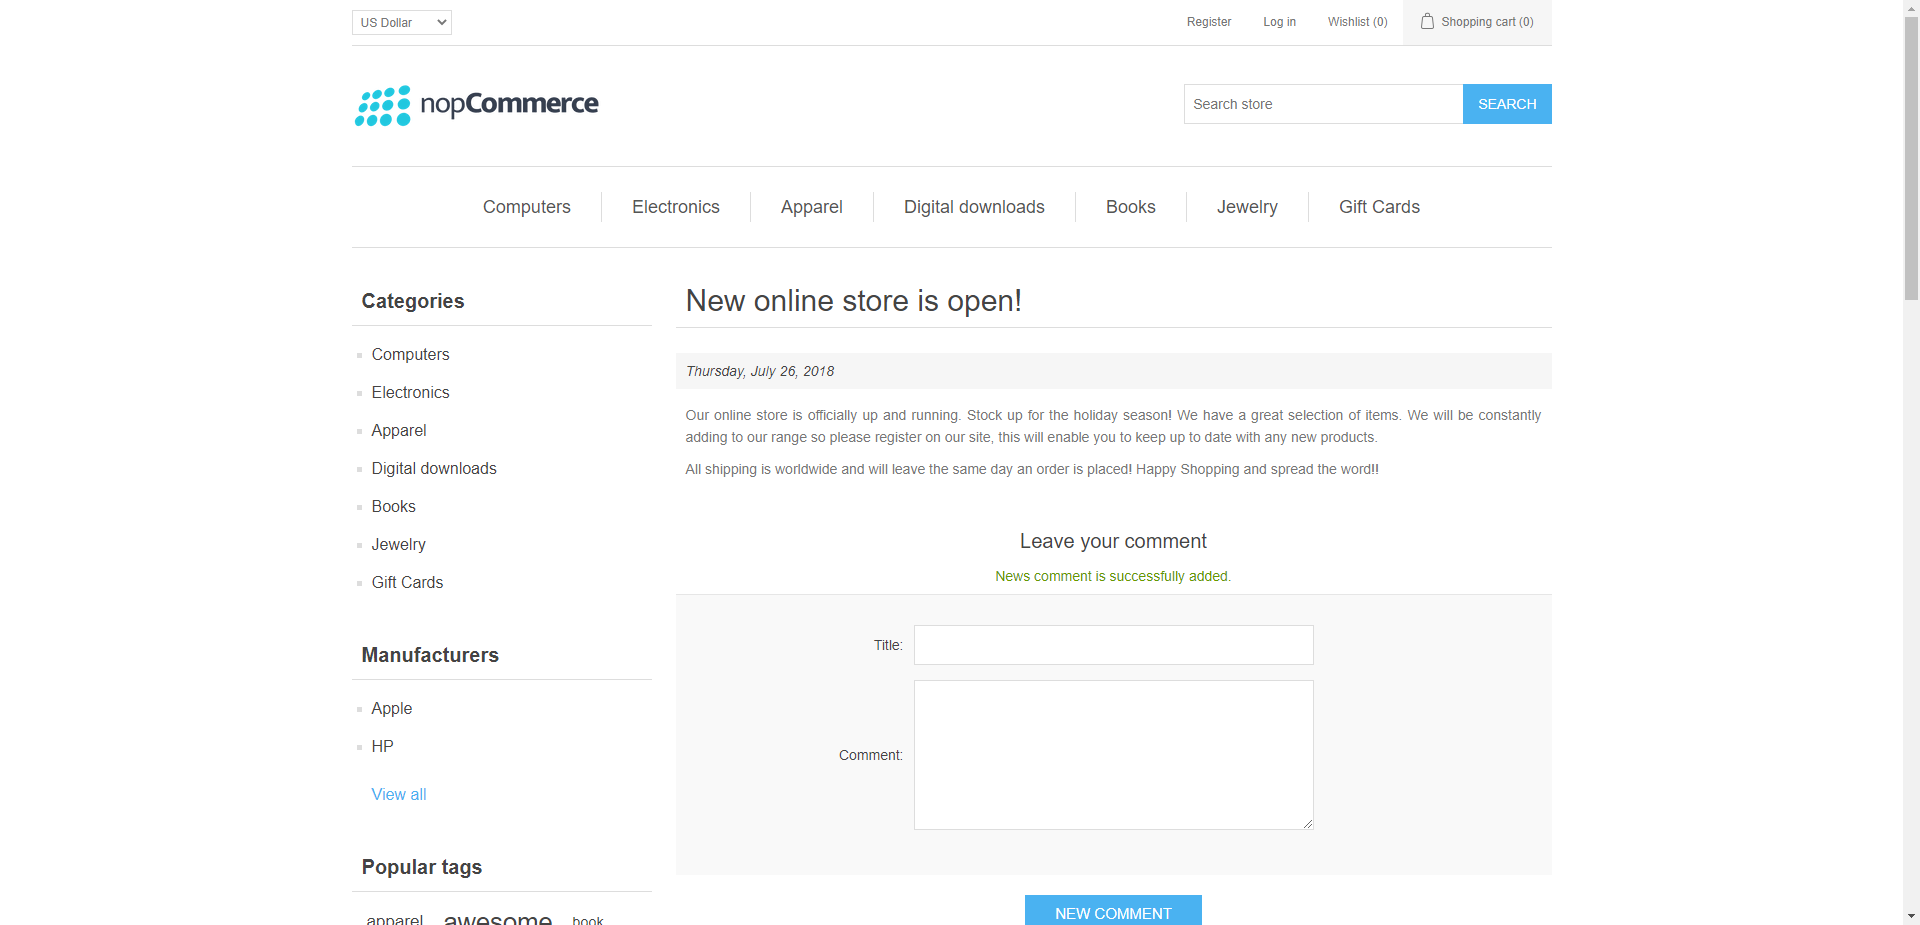 US Dollar
Register
Log in
Wishlist (0)
Shopping cart (0)
nopCommerce
Search store
SEARCH
Computers
Electronics
Apparel
Digital downloads
Books
Jewelry
Gift Cards
Categories
Computers
Electronics
Apparel
Digital downloads
Books
Jewelry
Gift Cards
Manufacturers
Apple
HP
View all
Popular tags
apparel awesome book
New online store is open!
Thursday, July 26, 2018
Our online store is officially up and running. Stock up for the holiday season! We have a great selection of items. We will be constantly
adding to our range so please register on our site, this will enable you to keep up to date with any new products.
All shipping is worldwide and will leave the same day an order is placed! Happy Shopping and spread the word!!
Leave your comment
News comment is successfully added.
Title:
Comment:
NEW COMMENT